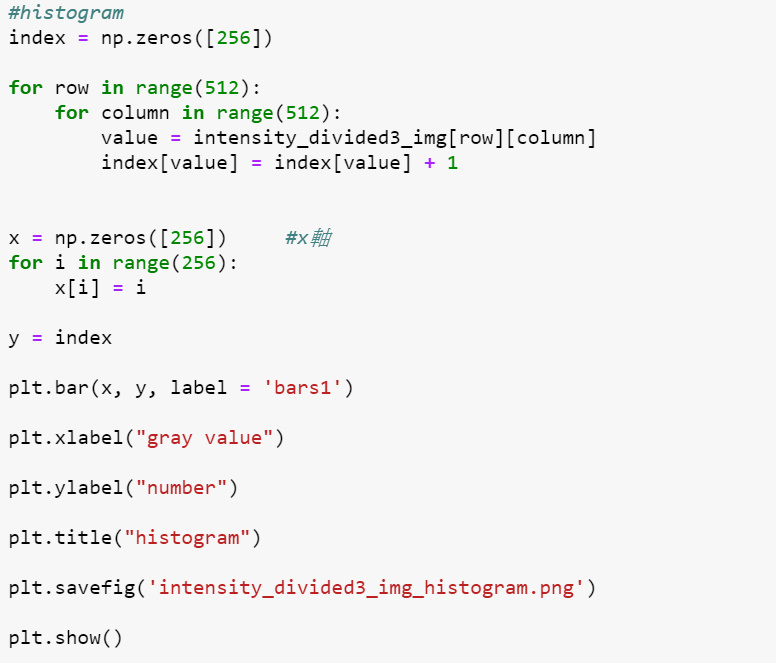 #histogram
index = np.zeros([256])
for row in range(512):
    for column in range(512):
        value = intensity_divided3_img[row][column]
        index[value] = index[value] + 1
x = np.zeros([256])     #x軸
for i in range(256):
    x[i] = i
y = index
plt.bar(x, y, label = 'bars1')
plt.xlabel("gray value")
plt.ylabel("number")
plt.title("histogram")
plt.savefig('intensity_divided3_img_histogram.png')
plt.show()